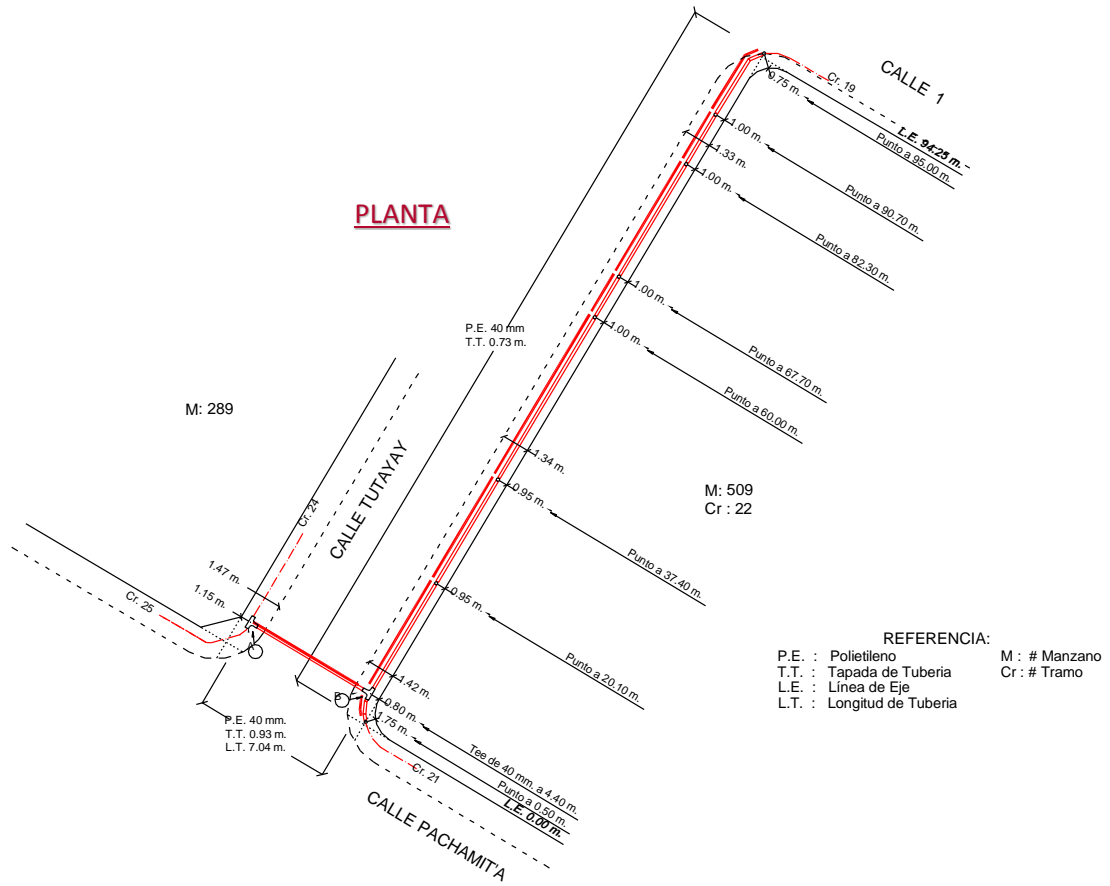 CALLE 1
Cr. 19
0.75 m.
L.E. 94.25 m.
Punto a 95.00 m.
1.00 m.
1.33 m.
Punto a 90.70 m.
1.00 m.
Punto a 82.30 m.
PLANTA
1.00 m.
P.E. 40 mm
T.T. 0.73 m.
1.00 m.
Punto a 67.70 m.
Punto a 60.00 m.
M: 289
1.34 m.
CALLE TUTAYAY
Cr. 24
0.95 m.
M: 509
Cr : 22
Punto a 37.40 m.
1.47 m.
1.15 m.
Cr. 25
A
0.95 m.
Punto a 20.10 m.
1.42 m.
B
0.80 m.
1.75 m.
P.E. 40 mm.
T.T. 0.93 m.
L.T. 7.04 m.
Tee de 40 mm. a 4.40 m.
Punto a 0.50 m.
L.E. 0.00 m.
Cr. 21
CALLE PACHAMIT'A
REFERENCIA:
P.E. : Polietileno M : # Manzano
T.T. : Tapada de Tuberia Cr : # Tramo
L.E. : Línea de Eje
L.T. : Longitud de Tuberia